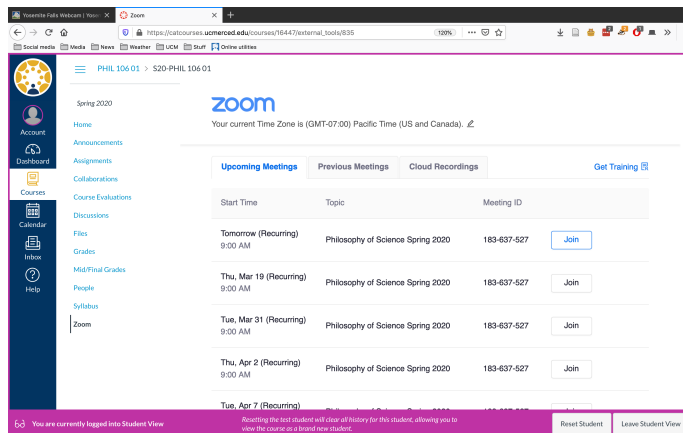 Yosemite Falls Webcam | Yosem
Zoom
https://catcourses.ucmerced.edu/courses/16447/external_tools/835
120%
Social media Media News Weather UCM Stuff Online utilities
PHIL 106 01 > S20-PHIL 106 01
Account
Dashboard
Courses
Calendar
Inbox
Help
Spring 2020
Home
Announcements
Assignments
Collaborations
Course Evaluations
Discussions
Files
Grades
Mid/Final Grades
People
Syllabus
Zoom
zoom
Your current Time Zone is (GMT-07:00) Pacific Time (US and Canada).
Upcoming Meetings Previous Meetings Cloud Recordings Get Training
Start Time Topic Meeting ID
Tomorrow (Recurring)
9:00 AM
Philosophy of Science Spring 2020 183-637-527 Join
Thu, Mar 19 (Recurring)
9:00 AM
Philosophy of Science Spring 2020 183-637-527 Join
Tue, Mar 31 (Recurring)
9:00 AM
Philosophy of Science Spring 2020 183-637-527 Join
Thu, Apr 2 (Recurring)
9:00 AM
Philosophy of Science Spring 2020 183-637-527 Join
Tue, Apr 7 (Recurring)
You are currently logged into Student View
Resetting the test student will clear all history for this student, allowing you to
view the course as a brand new student.
Reset Student Leave Student View